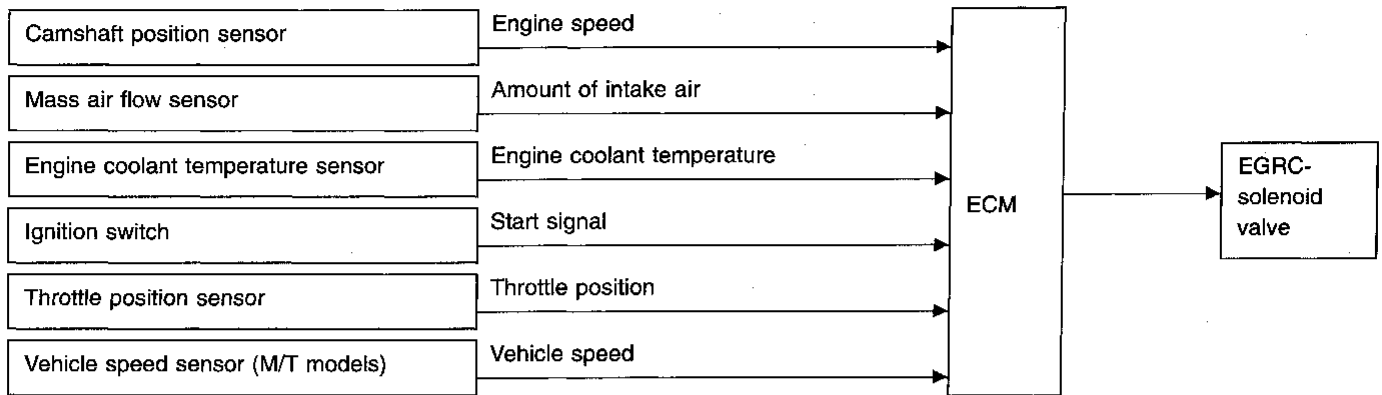 Camshaft position sensor
Engine speed
Mass air flow sensor
Amount of intake air
Engine coolant temperature sensor
Engine coolant temperature
Ignition switch
Start signal
Throttle position sensor
Throttle position
Vehicle speed sensor (M/T models)
Vehicle speed
ECM
EGRC-
solenoid
valve